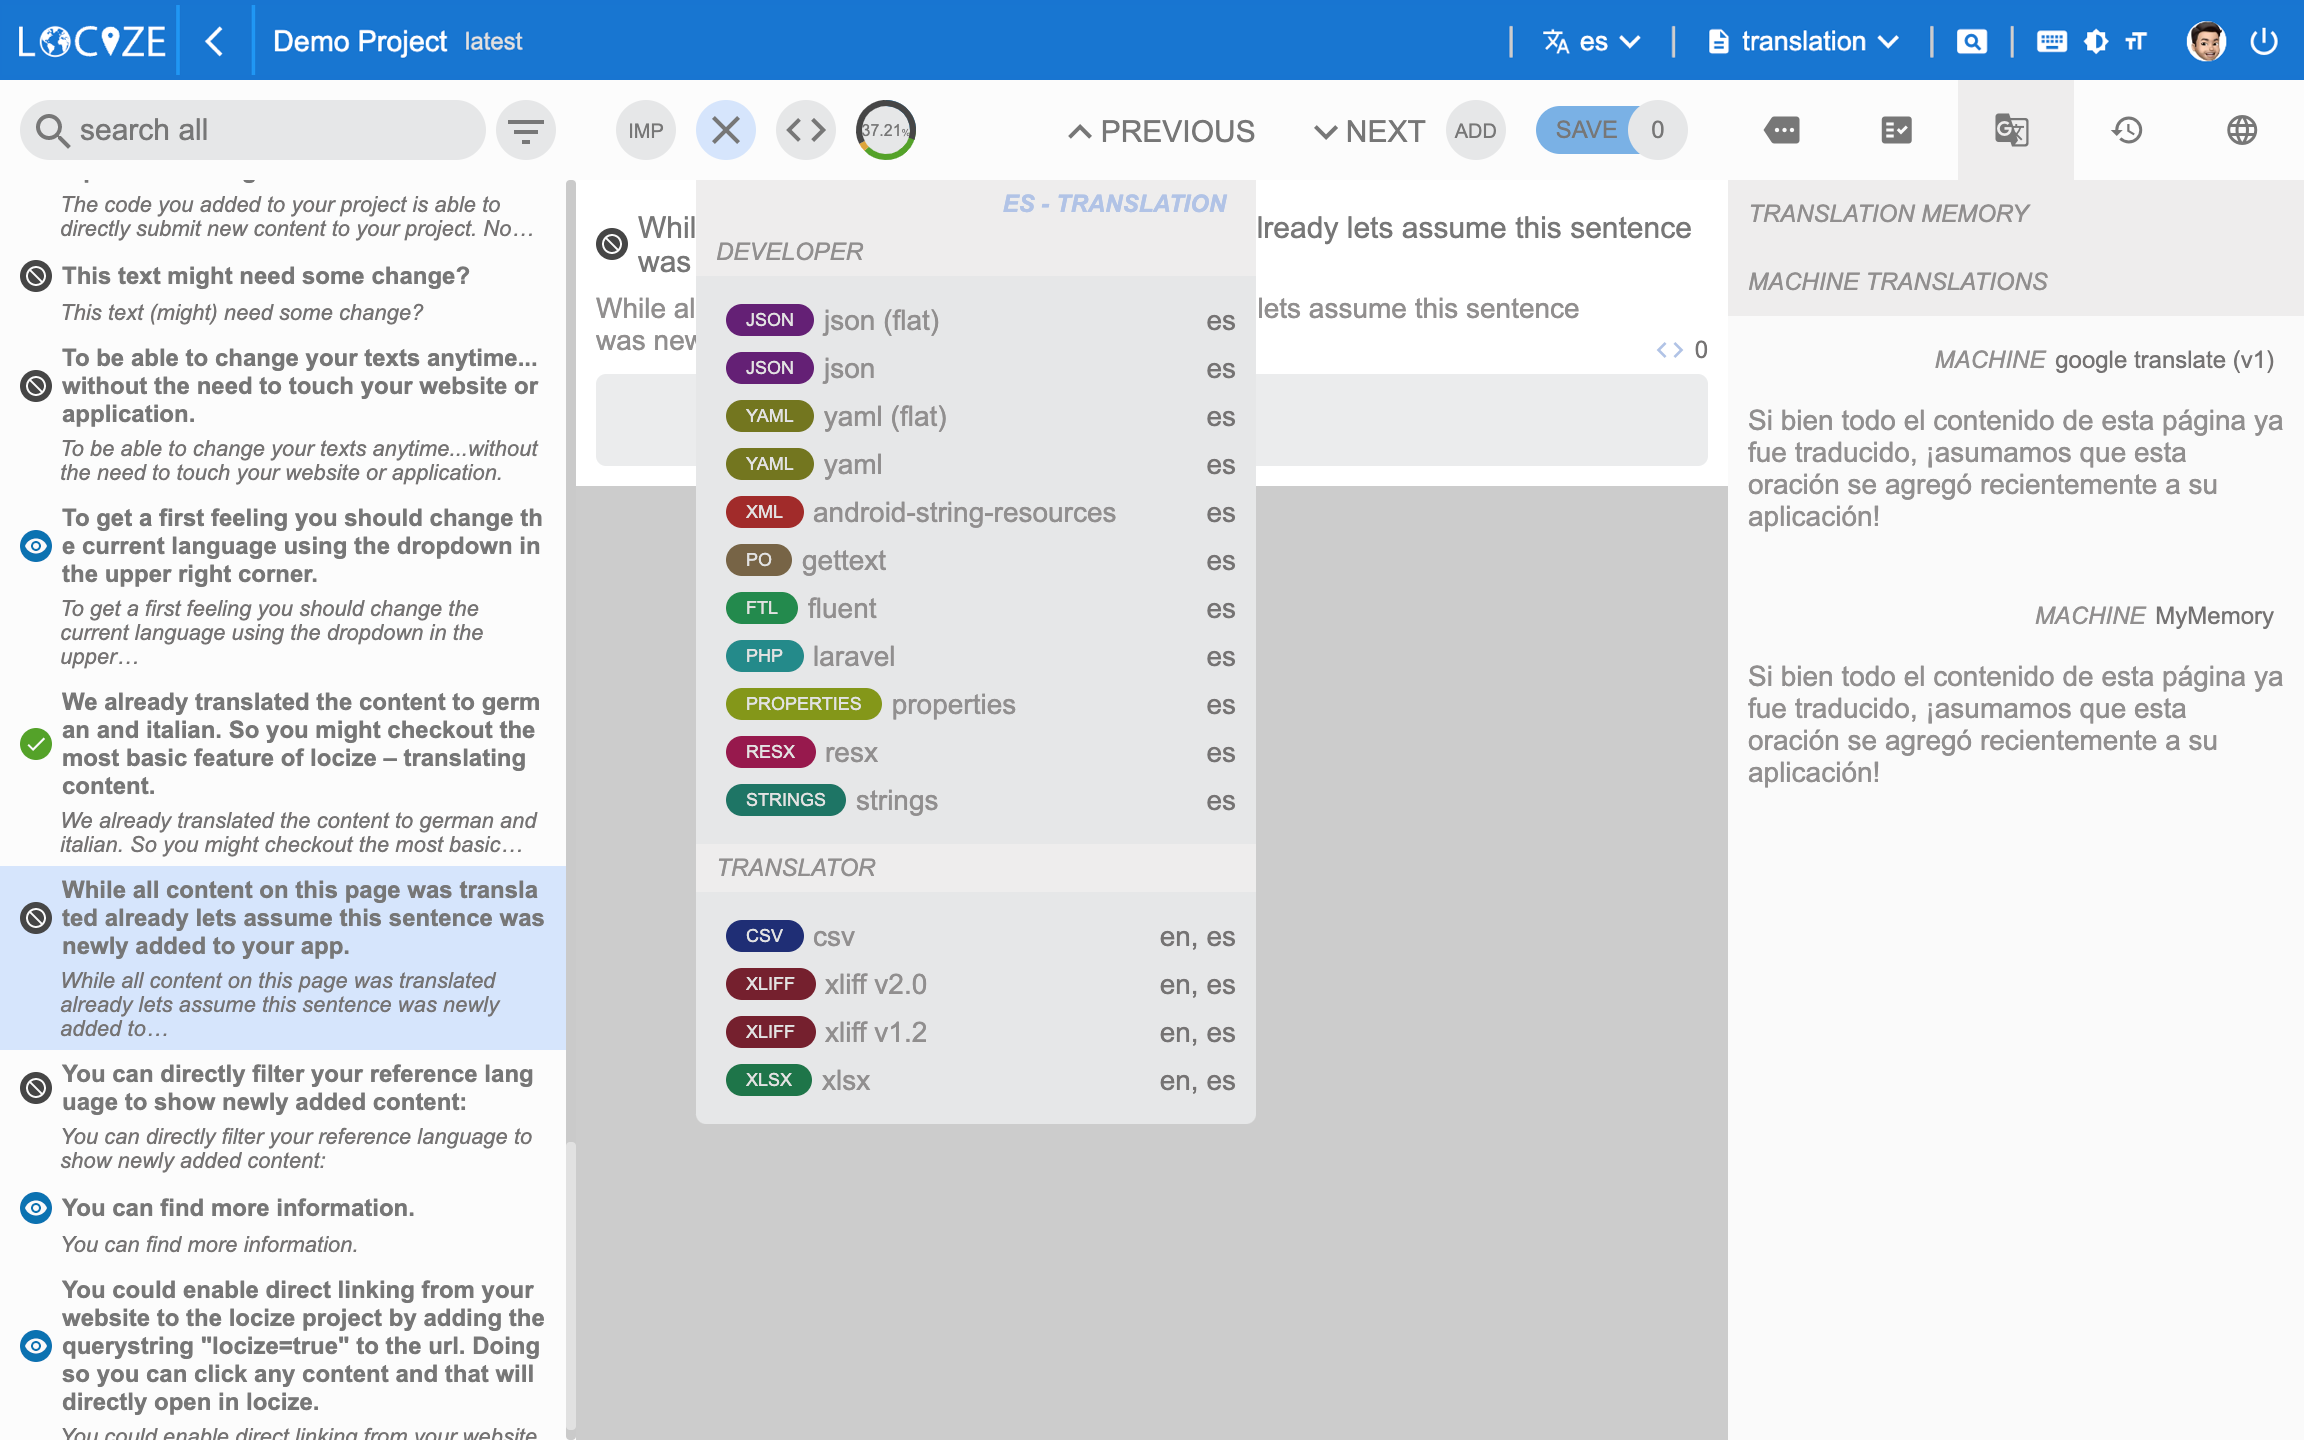 LOCIZE
Demo Project latest
es
translation
search all
IMP
37.21%
PREVIOUS
NEXT
ADD
SAVE 0
The code you added to your project is able to
directly submit new content to your project. No…
This text might need some change?
This text (might) need some change?
To be able to change your texts anytime...
without the need to touch your website or
application.
To be able to change your texts anytime...without
the need to touch your website or application.
To get a first feeling you should change th
e current language using the dropdown in
the upper right corner.
To get a first feeling you should change the
current language using the dropdown in the
upper…
We already translated the content to germ
an and italian. So you might checkout the
most basic feature of locize – translating
content.
We already translated the content to german and
italian. So you might checkout the most basic…
While all content on this page was transla
ted already lets assume this sentence was
newly added to your app.
While all content on this page was translated
already lets assume this sentence was newly
added to…
You can directly filter your reference lang
uage to show newly added content:
You can directly filter your reference language to
show newly added content:
You can find more information.
You can find more information.
You could enable direct linking from your
website to the locize project by adding the
querystring "locize=true" to the url. Doing
so you can click any content and that will
directly open in locize.
You could enable direct linking from your website
Whil
lready lets assume this sentence
was
While al
lets assume this sentence
was new
0
ES - TRANSLATION
DEVELOPER
JSON json (flat) es
JSON json es
YAML yaml (flat) es
YAML yaml es
XML android-string-resources es
PO gettext es
FTL fluent es
PHP laravel es
PROPERTIES properties es
RESX resx es
STRINGS strings es
TRANSLATOR
CSV csv en, es
XLIFF xliff v2.0 en, es
XLIFF xliff v1.2 en, es
XLSX xlsx en, es
TRANSLATION MEMORY
MACHINE TRANSLATIONS
MACHINE google translate (v1)
Si bien todo el contenido de esta página ya
fue traducido, ¡asumamos que esta
oración se agregó recientemente a su
aplicación!
MACHINE MyMemory
Si bien todo el contenido de esta página ya
fue traducido, ¡asumamos que esta
oración se agregó recientemente a su
aplicación!